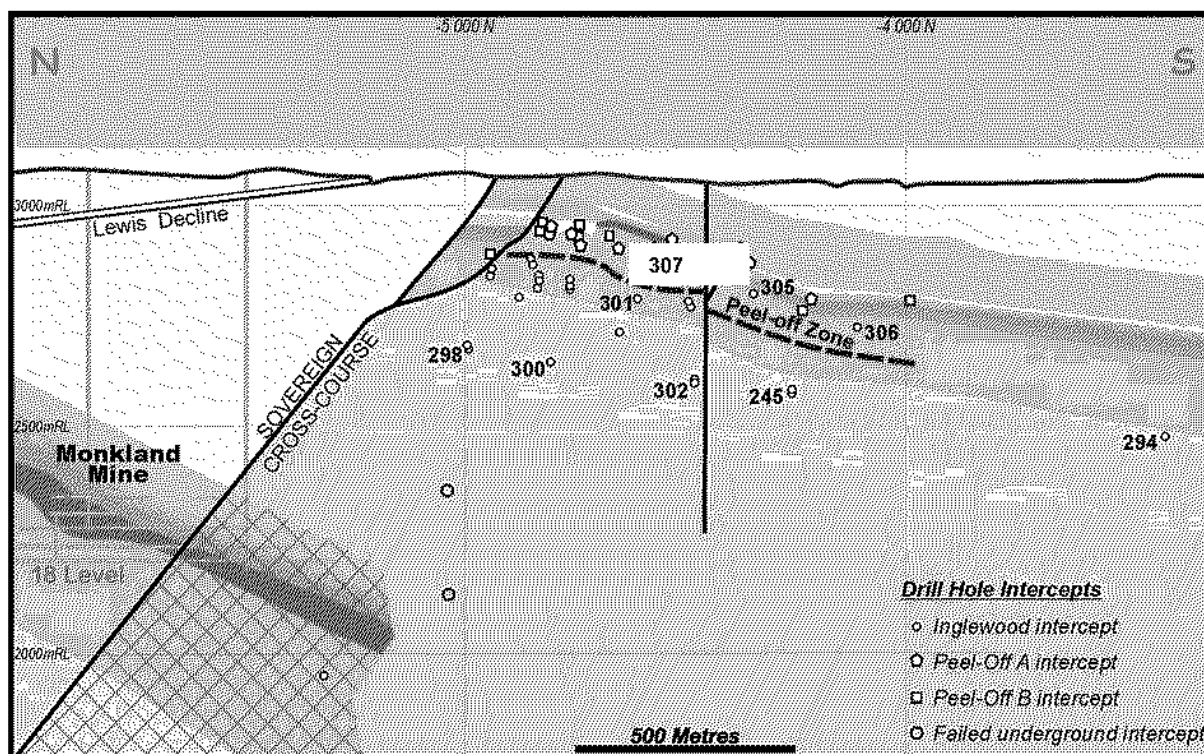 -5 000 N
-4 000 N
N
S
3000mRL
Lewis Decline
307
305
301
Peel-off Zone
306
298
300
302
245
SOVEREIGN
CROSS-COURSE
2500mRL
294
Monkland
Mine
18 Level
2000mRL
Drill Hole Intercepts
Inglewood intercept
Peel-Off A intercept
Peel-Off B intercept
Failed underground intercept
500 Metres